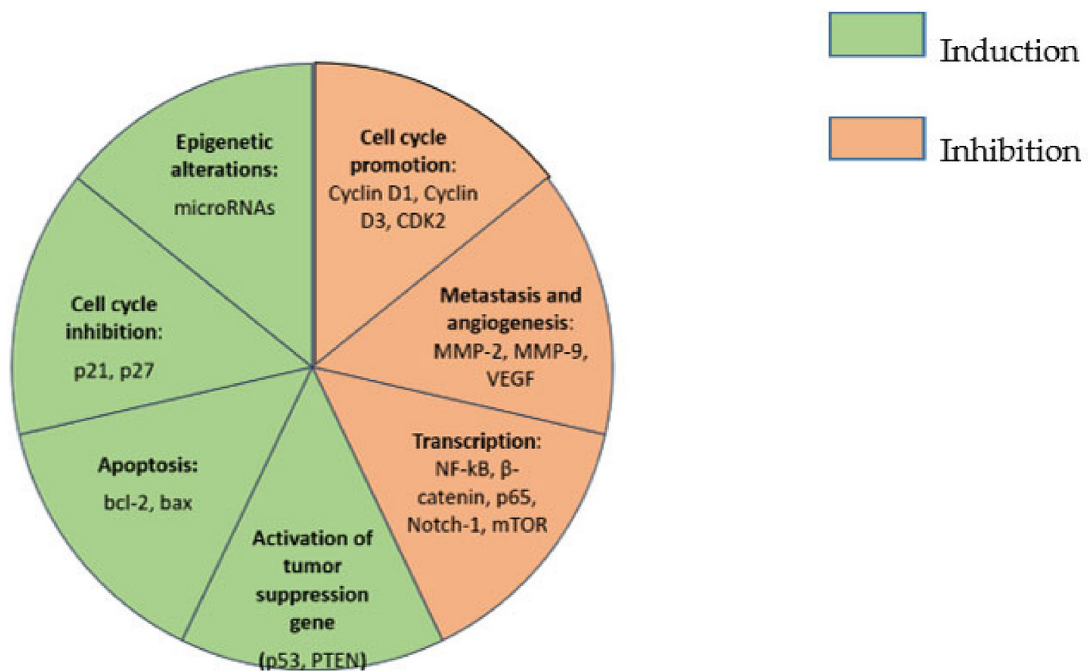 Induction
Inhibition
Cell cycle
promotion:
Cyclin D1, Cyclin
D3, CDK2
Metastasis and
angiogenesis:
MMP-2, MMP-9,
VEGF
Transcription:
NF-kB, β-
catenin, p65,
Notch-1, mTOR
Activation of
tumor
suppression
gene
(p53, PTEN)
Apoptosis:
bcl-2, bax
Cell cycle
inhibition:
p21, p27
Epigenetic
alterations:
microRNAs